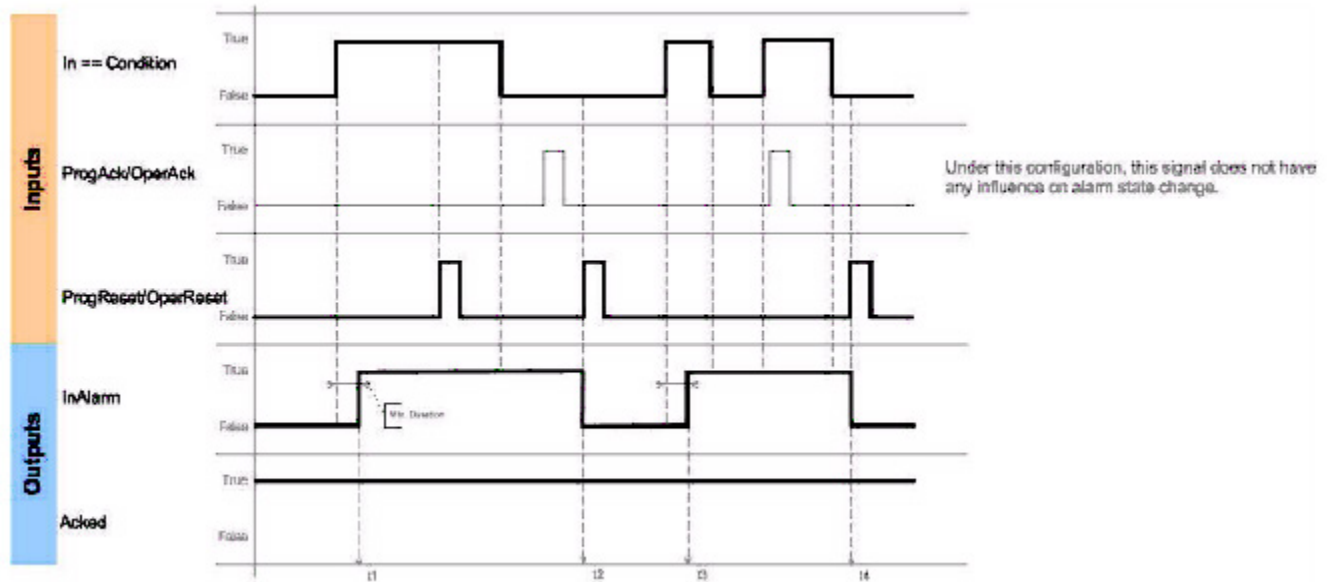 Inputs
Outputs
In == Condition
True
False
ProgAck/OperAck
True
False
Under this configuration, this signal does not have
any influence on alarm state change.
ProgReset/OperReset
True
False
InAlarm
True
False
Min. Duration
Acked
True
False
t1
t2
t3
t4